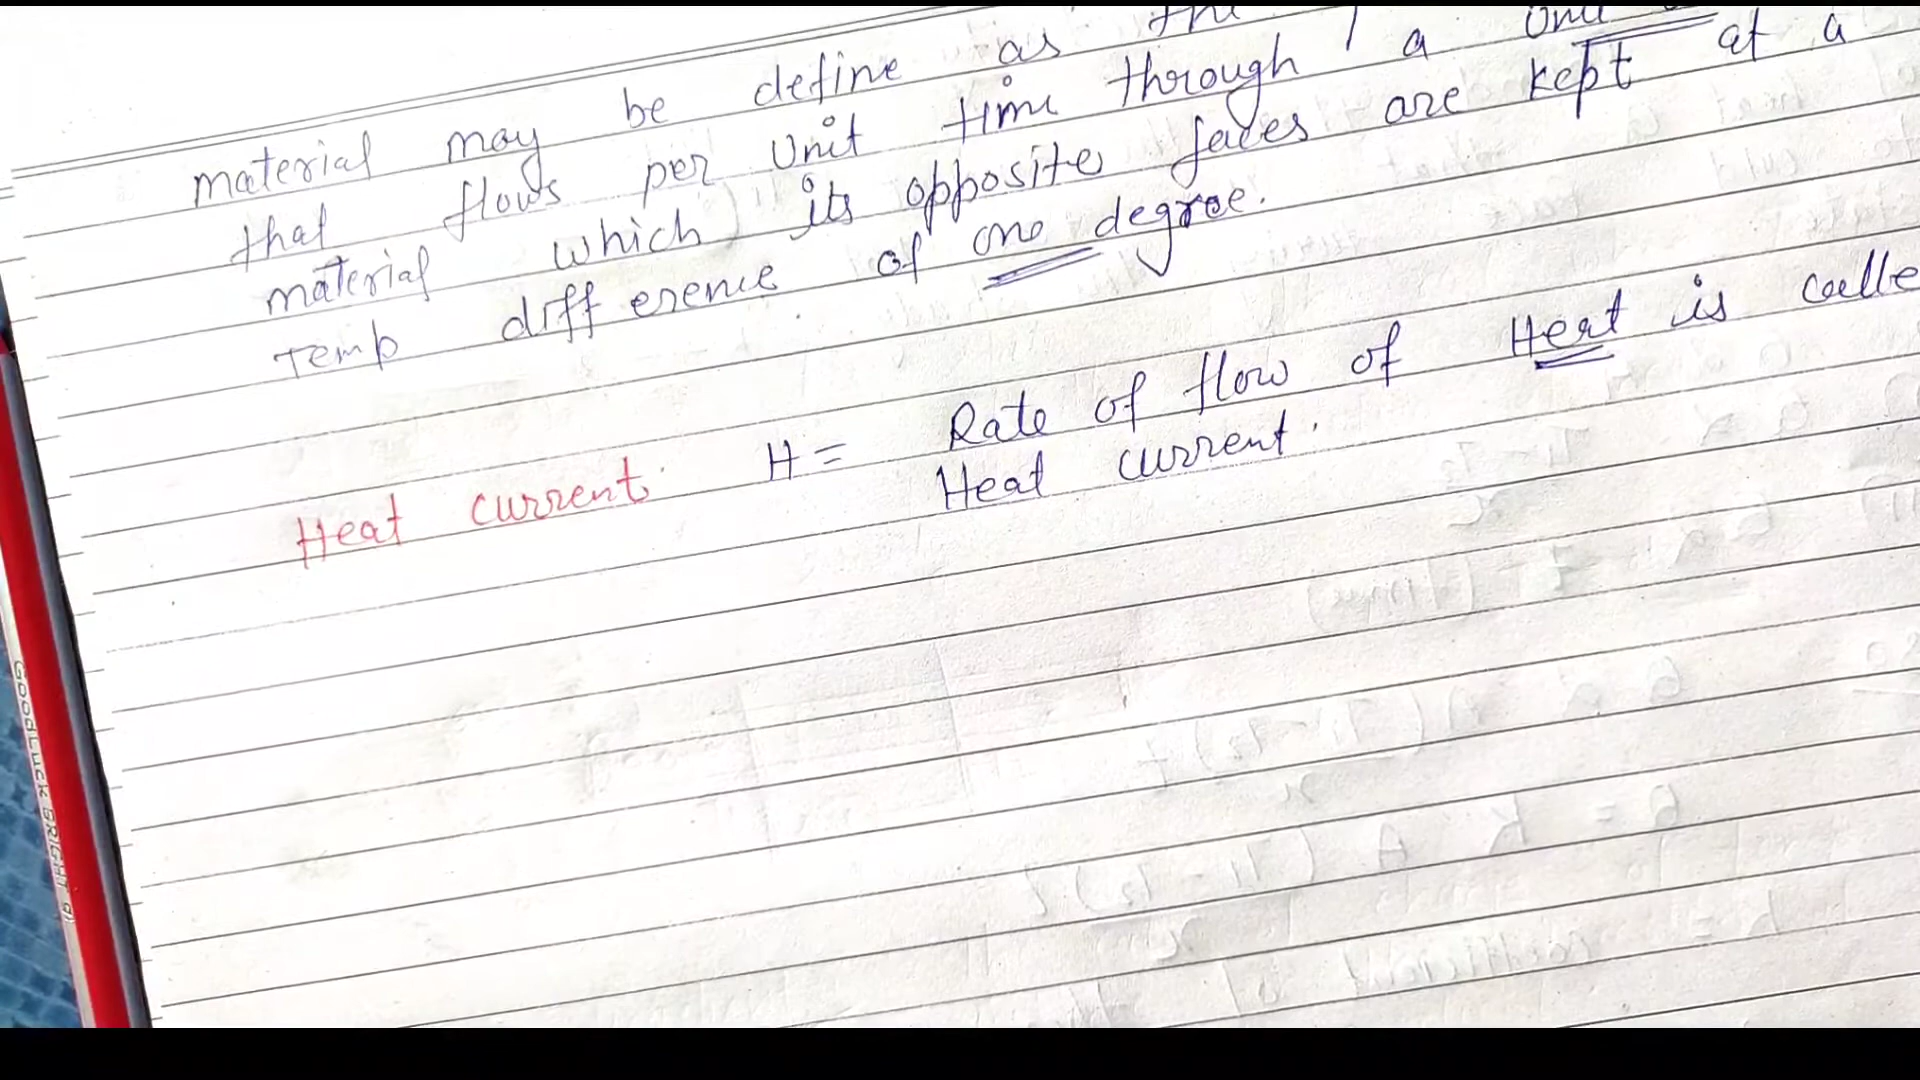 material may be define as the
that flows per unit time through a unit
material which its opposite faces are kept at a
Temp difference of one degree.
Heat current. H = Rate of flow of Heat is calle
Heat current.
GOODLUCK